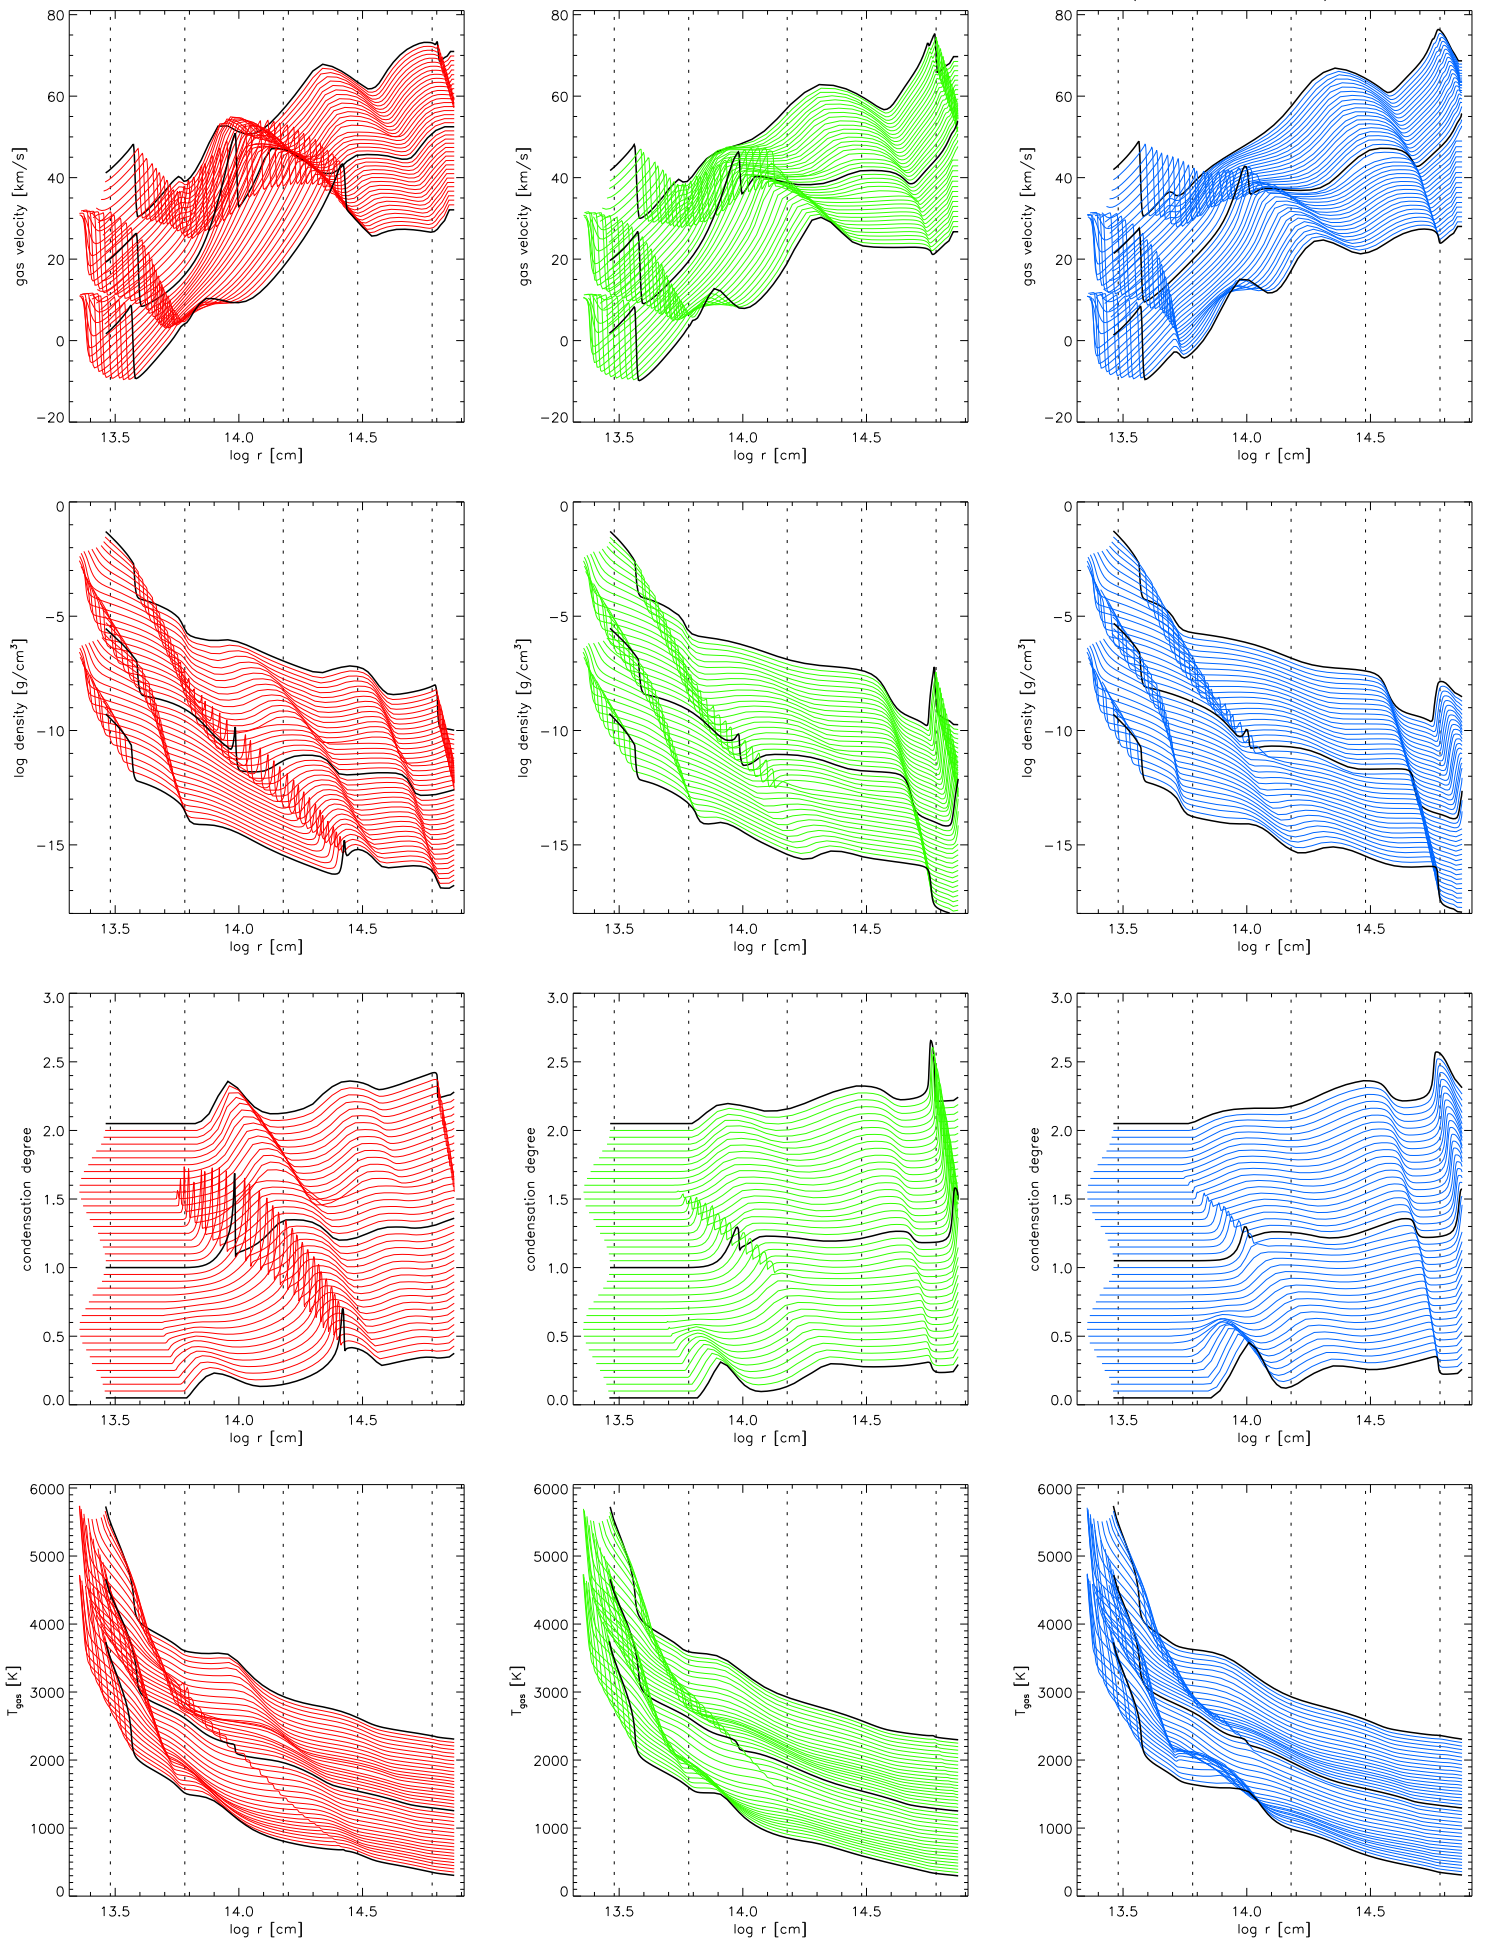 80 80 80
60 60 60
40 40 40
20 20 20
0 0 0
−20 −20 −20
gas velocity [km/s] gas velocity [km/s] gas velocity [km/s]
13.5 14.0 14.5 13.5 14.0 14.5 13.5 14.0 14.5
log r [cm] log r [cm] log r [cm]
0 0 0
−5 −5 −5
−10 −10 −10
−15 −15 −15
log density [g/cm³] log density [g/cm³] log density [g/cm³]
13.5 14.0 14.5 13.5 14.0 14.5 13.5 14.0 14.5
log r [cm] log r [cm] log r [cm]
3.0 3.0 3.0
2.5 2.5 2.5
2.0 2.0 2.0
1.5 1.5 1.5
1.0 1.0 1.0
0.5 0.5 0.5
0.0 0.0 0.0
condensation degree condensation degree condensation degree
13.5 14.0 14.5 13.5 14.0 14.5 13.5 14.0 14.5
log r [cm] log r [cm] log r [cm]
6000 6000 6000
5000 5000 5000
4000 4000 4000
3000 3000 3000
2000 2000 2000
1000 1000 1000
0 0 0
Tgas [K] Tgas [K] Tgas [K]
13.5 14.0 14.5 13.5 14.0 14.5 13.5 14.0 14.5
log r [cm] log r [cm] log r [cm]